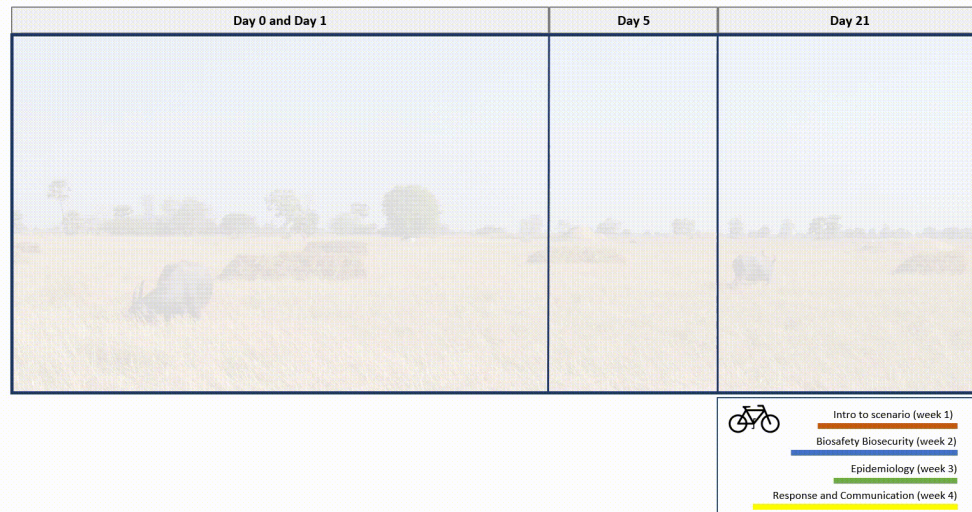 Day 0 and Day 1
Day 5
Day 21
Intro to scenario (week 1)
Biosafety Biosecurity (week 2)
Epidemiology (week 3)
Response and Communication (week 4)